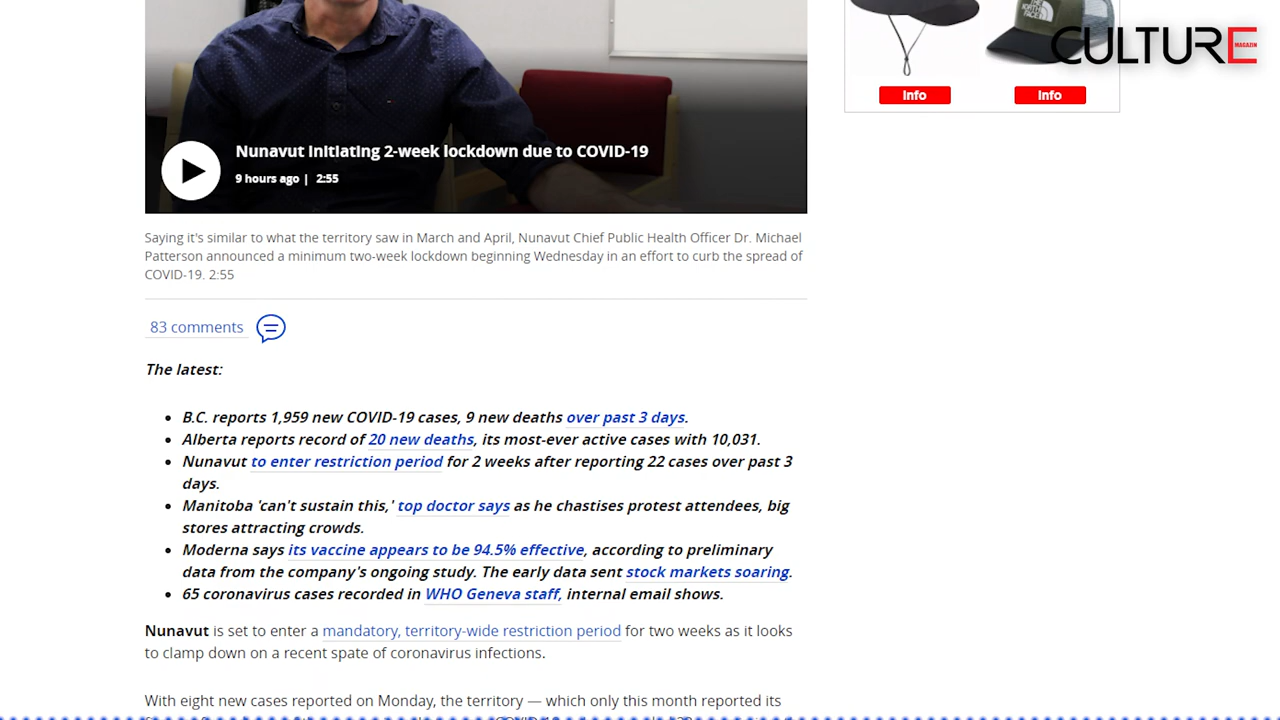 THE
NORTH
FACE
CULTURE
MAGAZIN
Info
Info
Nunavut initiating 2-week lockdown due to COVID-19
9 hours ago | 2:55
Saying it's similar to what the territory saw in March and April, Nunavut Chief Public Health Officer Dr. Michael
Patterson announced a minimum two-week lockdown beginning Wednesday in an effort to curb the spread of
COVID-19. 2:55
83 comments
The latest:
• B.C. reports 1,959 new COVID-19 cases, 9 new deaths over past 3 days.
• Alberta reports record of 20 new deaths, its most-ever active cases with 10,031.
• Nunavut to enter restriction period for 2 weeks after reporting 22 cases over past 3
days.
• Manitoba 'can't sustain this,' top doctor says as he chastises protest attendees, big
stores attracting crowds.
• Moderna says its vaccine appears to be 94.5% effective, according to preliminary
data from the company's ongoing study. The early data sent stock markets soaring.
• 65 coronavirus cases recorded in WHO Geneva staff, internal email shows.
Nunavut is set to enter a mandatory, territory-wide restriction period for two weeks as it looks
to clamp down on a recent spate of coronavirus infections.
With eight new cases reported on Monday, the territory — which only this month reported its